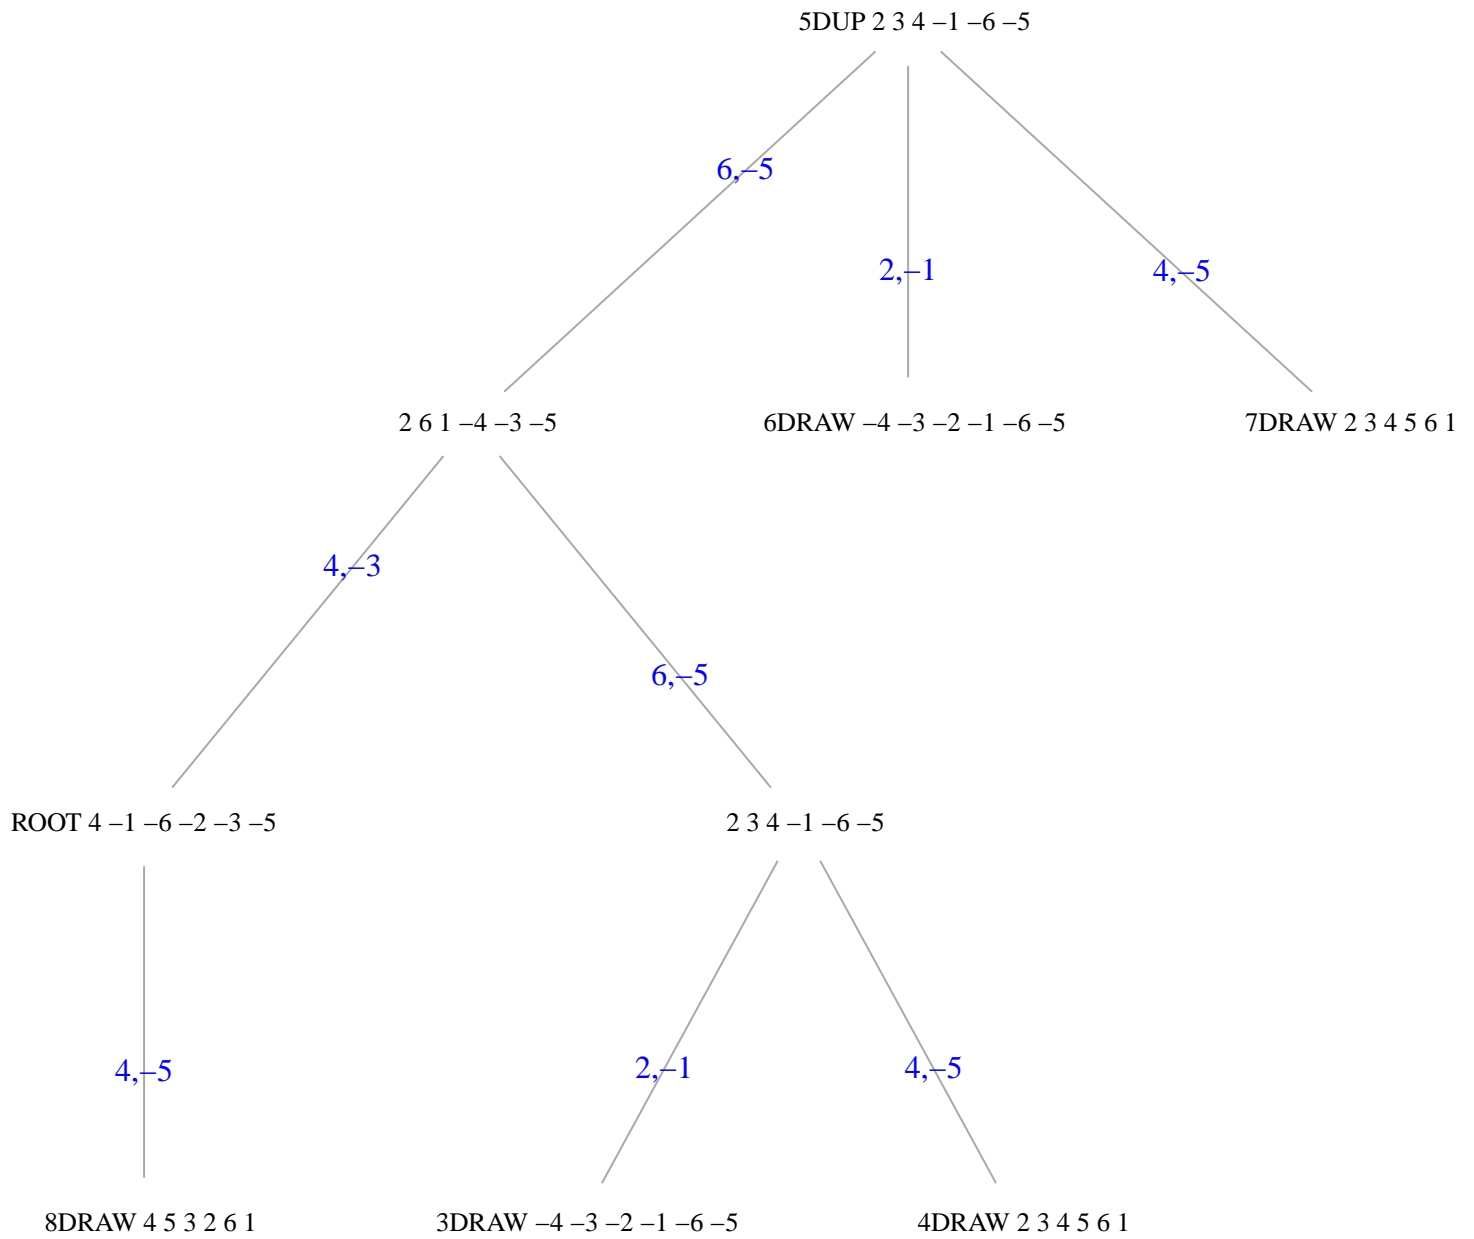 5DUP 2 3 4 –1 –6 –5
6,–5
2,–1
4,–5
2 6 1 –4 –3 –5
6DRAW –4 –3 –2 –1 –6 –5
7DRAW 2 3 4 5 6 1
4,–3
6,–5
ROOT 4 –1 –6 –2 –3 –5
2 3 4 –1 –6 –5
4,–5
2,–1
4,–5
8DRAW 4 5 3 2 6 1
3DRAW –4 –3 –2 –1 –6 –5
4DRAW 2 3 4 5 6 1